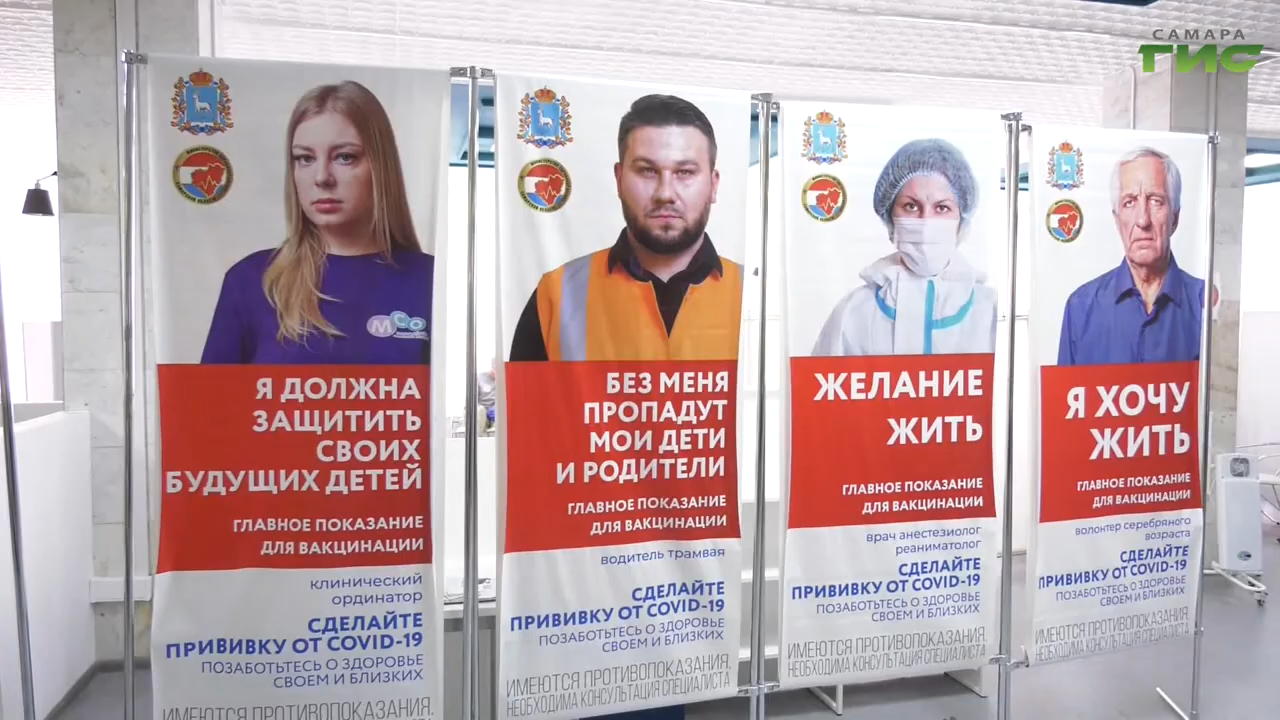 САМАРА
ГИС
Я ДОЛЖНА
ЗАЩИТИТЬ
СВОИХ
БУДУЩИХ ДЕТЕЙ
ГЛАВНОЕ ПОКАЗАНИЕ
ДЛЯ ВАКЦИНАЦИИ
клинический
ординатор
СДЕЛАЙТЕ
ПРИВИВКУ ОТ COVID-19
ПОЗАБОТЬТЕСЬ О ЗДОРОВЬЕ
СВОЕМ И БЛИЗКИХ
ИМЕЮТСЯ ПРОТИВОПОКАЗАНИЯ.
БЕЗ МЕНЯ
ПРОПАДУТ
МОИ ДЕТИ
И РОДИТЕЛИ
ГЛАВНОЕ ПОКАЗАНИЕ
ДЛЯ ВАКЦИНАЦИИ
водитель трамвая
СДЕЛАЙТЕ
ПРИВИВКУ ОТ COVID-19
ПОЗАБОТЬТЕСЬ О ЗДОРОВЬЕ
СВОЕМ И БЛИЗКИХ
ИМЕЮТСЯ ПРОТИВОПОКАЗАНИЯ.
НЕОБХОДИМА КОНСУЛЬТАЦИЯ СПЕЦИАЛИСТА
ЖЕЛАНИЕ
ЖИТЬ
ГЛАВНОЕ ПОКАЗАНИЕ
ДЛЯ ВАКЦИНАЦИИ
врач анестезиолог
реаниматолог
СДЕЛАЙТЕ
ПРИВИВКУ ОТ COVID-19
ПОЗАБОТЬТЕСЬ О ЗДОРОВЬЕ
СВОЕМ И БЛИЗКИХ
ИМЕЮТСЯ ПРОТИВОПОКАЗАНИЯ.
НЕОБХОДИМА КОНСУЛЬТАЦИЯ СПЕЦИАЛИСТА
Я ХОЧУ
ЖИТЬ
ГЛАВНОЕ ПОКАЗАНИЕ
ДЛЯ ВАКЦИНАЦИИ
волонтер серебряного
возраста
СДЕЛАЙТЕ
ПРИВИВКУ ОТ COVID-19
ПОЗАБОТЬТЕСЬ О ЗДОРОВЬЕ
СВОЕМ И БЛИЗКИХ
ИМЕЮТСЯ ПРОТИВОПОКАЗАНИЯ.
НЕОБХОДИМА КОНСУЛЬТАЦИЯ СПЕЦИАЛИСТА